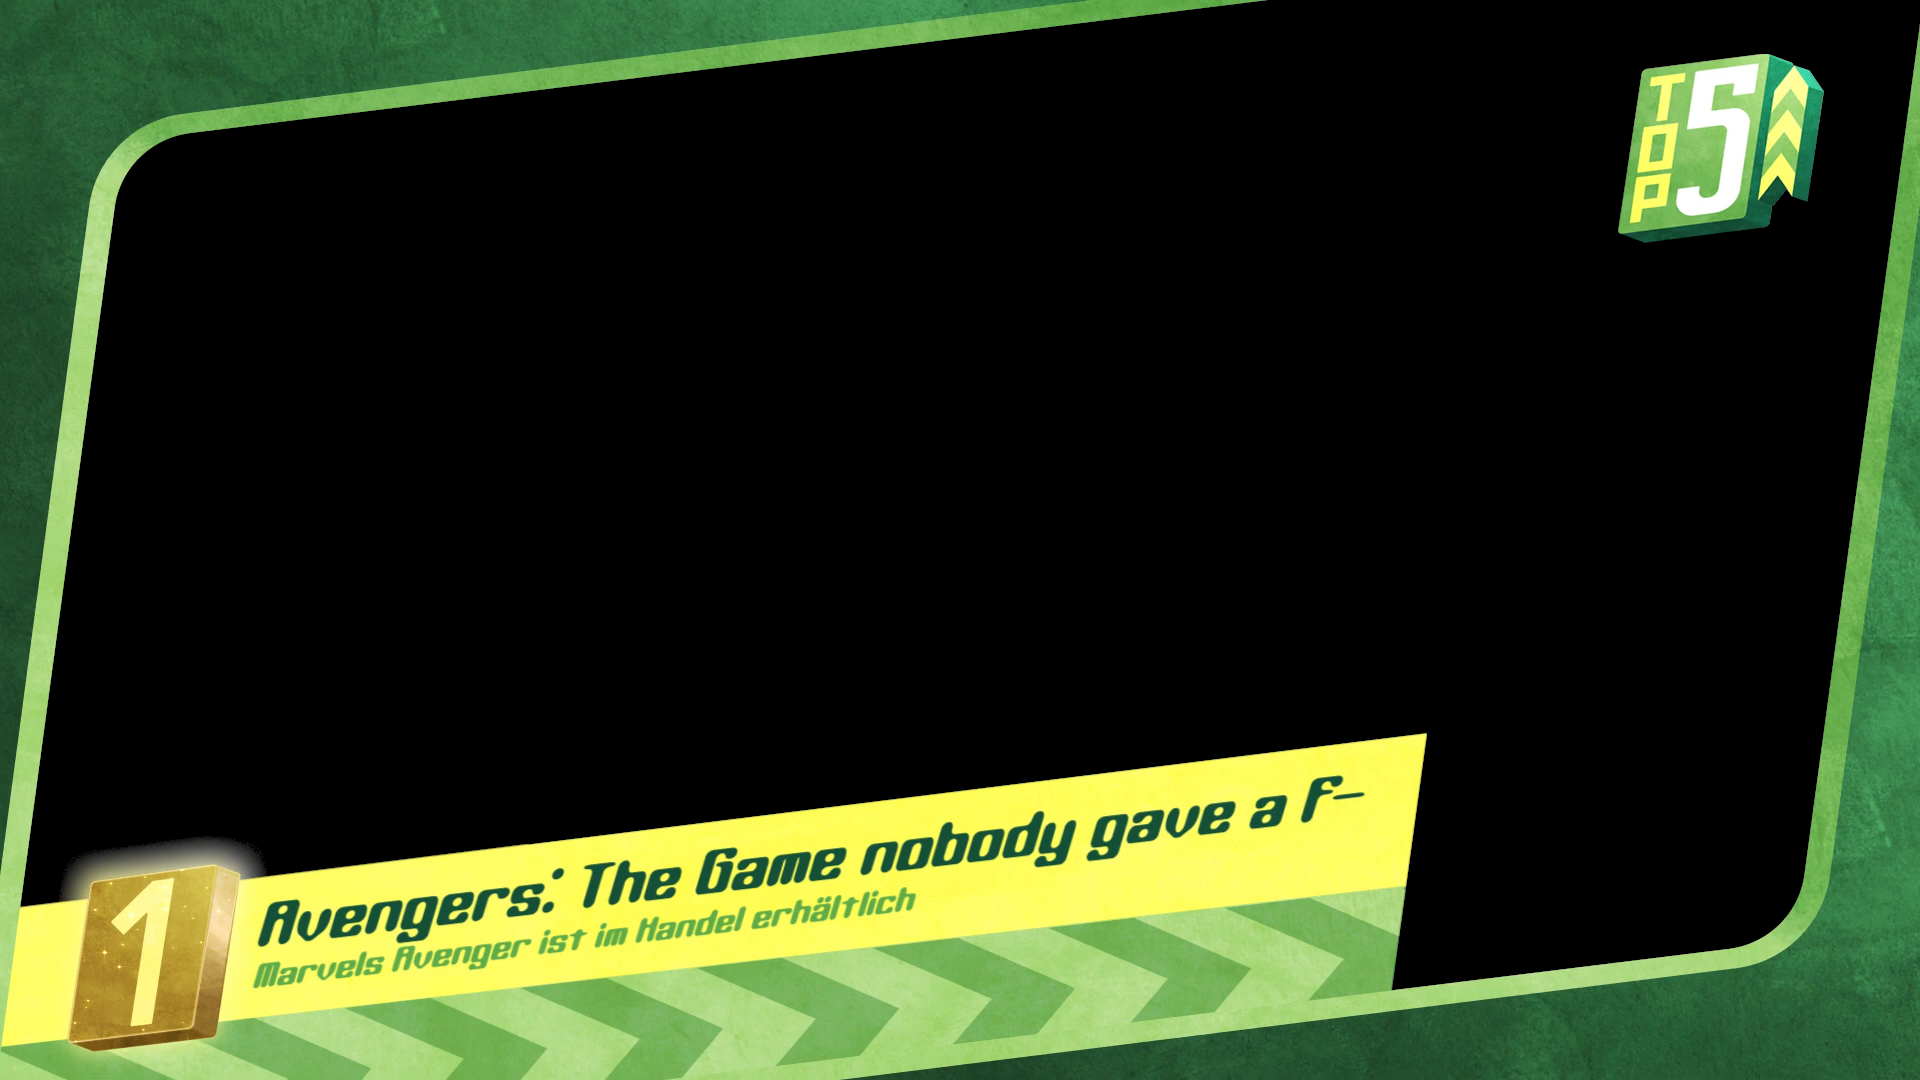 TOP
5
Avengers: The Game nobody gave a f-
Marvels Avenger ist im Handel erhältlich
1